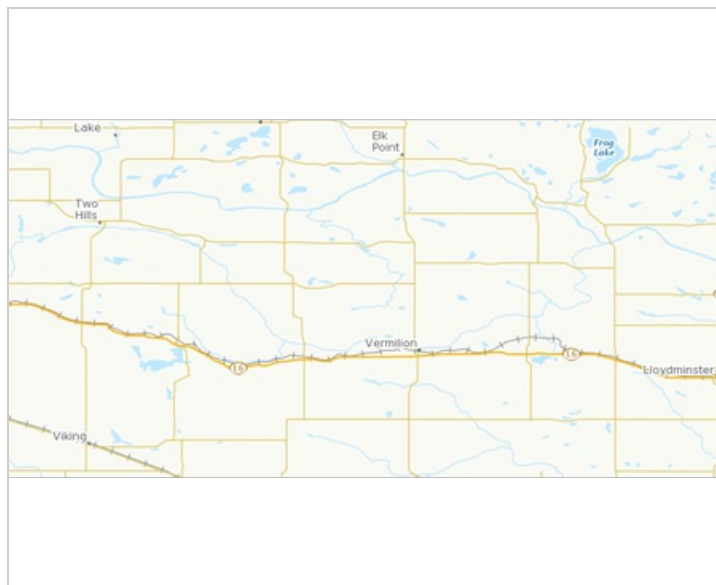 Lake
Elk
Point
Frog
Lake
Two
Hills
Vermilion
16
16
Lloydminster
Viking